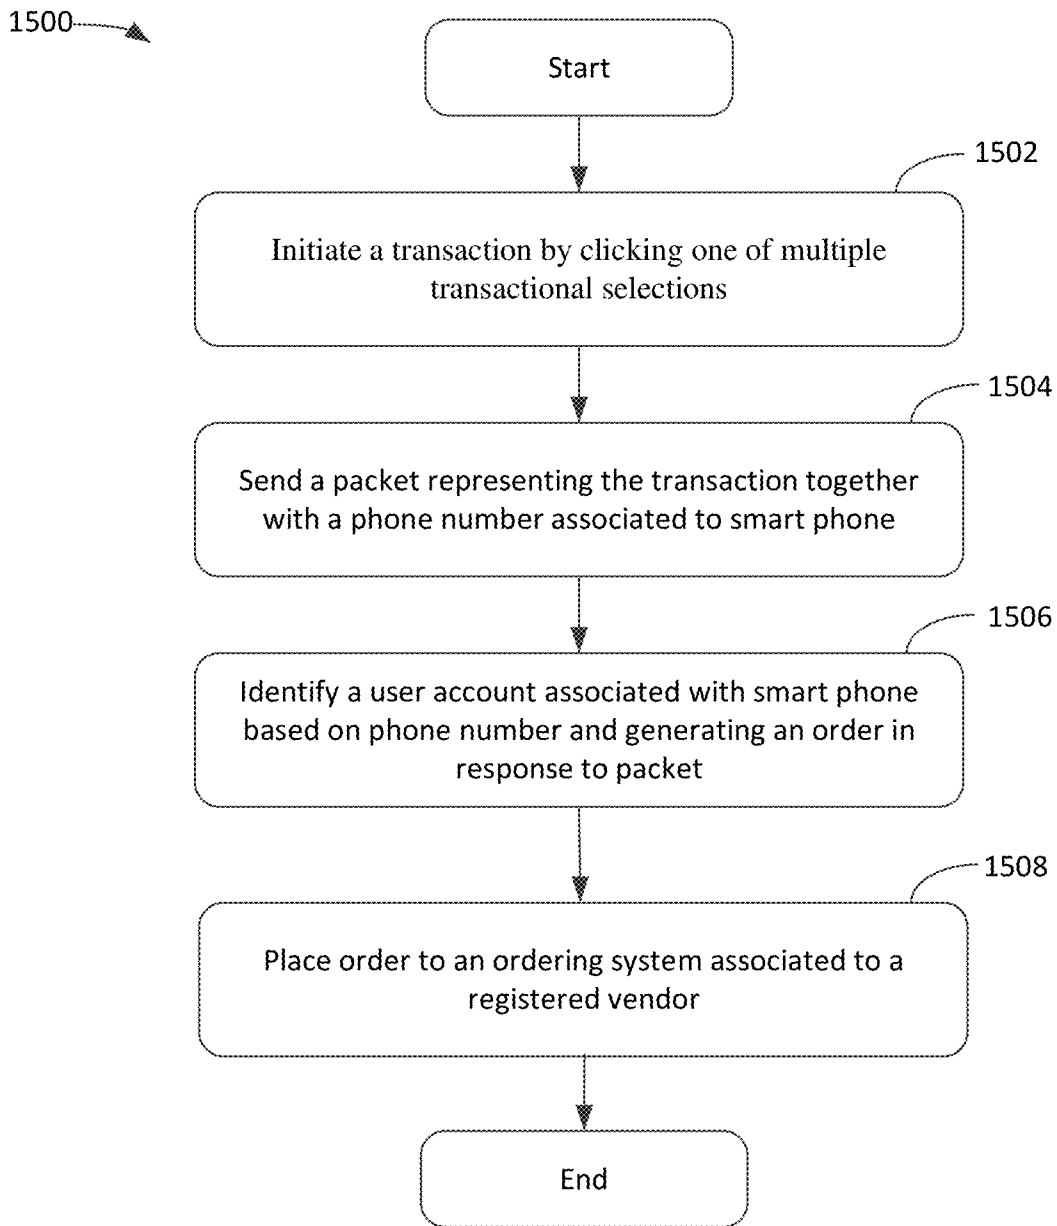 1500
Start
1502
Initiate a transaction by clicking one of multiple
transactional selections
1504
Send a packet representing the transaction together
with a phone number associated to smart phone
1506
Identify a user account associated with smart phone
based on phone number and generating an order in
response to packet
1508
Place order to an ordering system associated to a
registered vendor
End